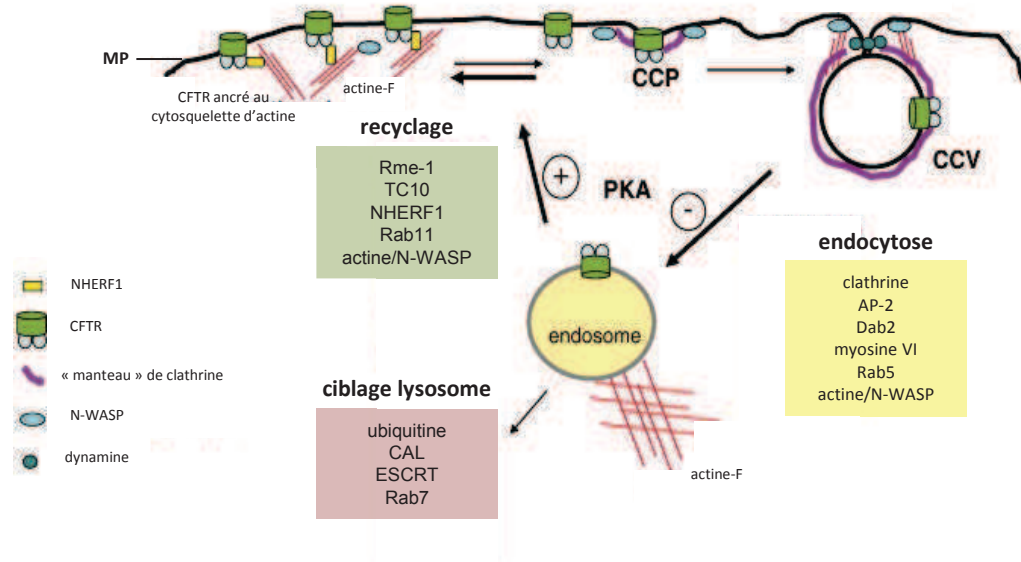 MP
CFTR ancré au
cytosquelette d'actine
actine-F
CCP
CCV
recyclage
Rme-1
TC10
NHERF1
Rab11
actine/N-WASP
+
PKA
-
endocytose
clathrine
AP-2
Dab2
myosine VI
Rab5
actine/N-WASP
NHERF1
CFTR
« manteau » de clathrine
N-WASP
dynamine
endosome
ciblage lysosome
ubiquitine
CAL
ESCRT
Rab7
actine-F